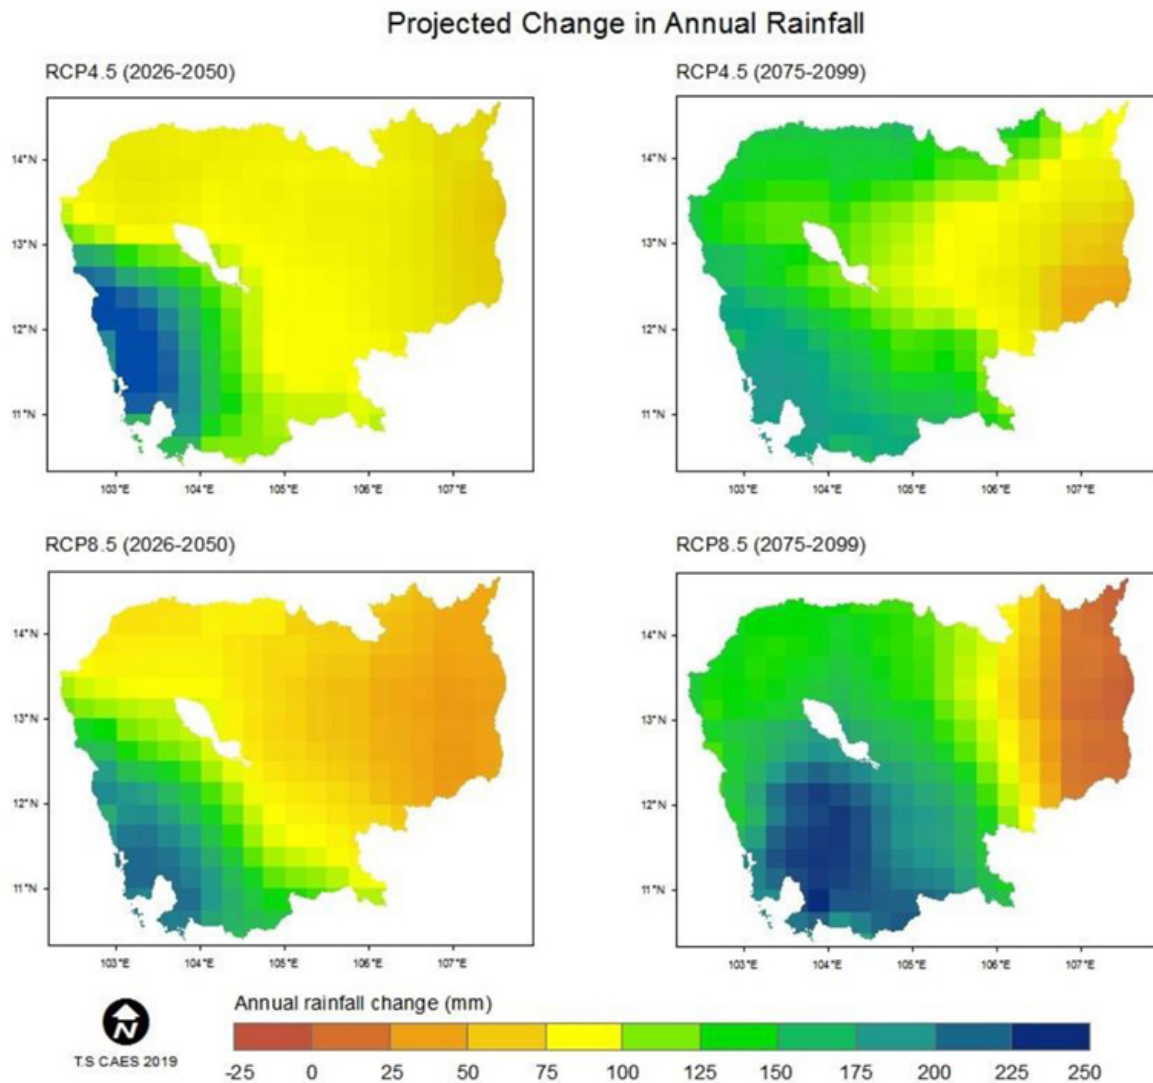 Projected Change in Annual Rainfall
RCP4.5 (2026-2050)
RCP4.5 (2075-2099)
14°N
13°N
12°N
11°N
103°E 104°E 105°E 106°E 107°E
14°N
13°N
12°N
11°N
103°E 104°E 105°E 106°E 107°E
RCP8.5 (2026-2050)
RCP8.5 (2075-2099)
14°N
13°N
12°N
11°N
103°E 104°E 105°E 106°E 107°E
14°N
13°N
12°N
11°N
103°E 104°E 105°E 106°E 107°E
N
T.S CAES 2019
Annual rainfall change (mm)
-25 0 25 50 75 100 125 150 175 200 225 250